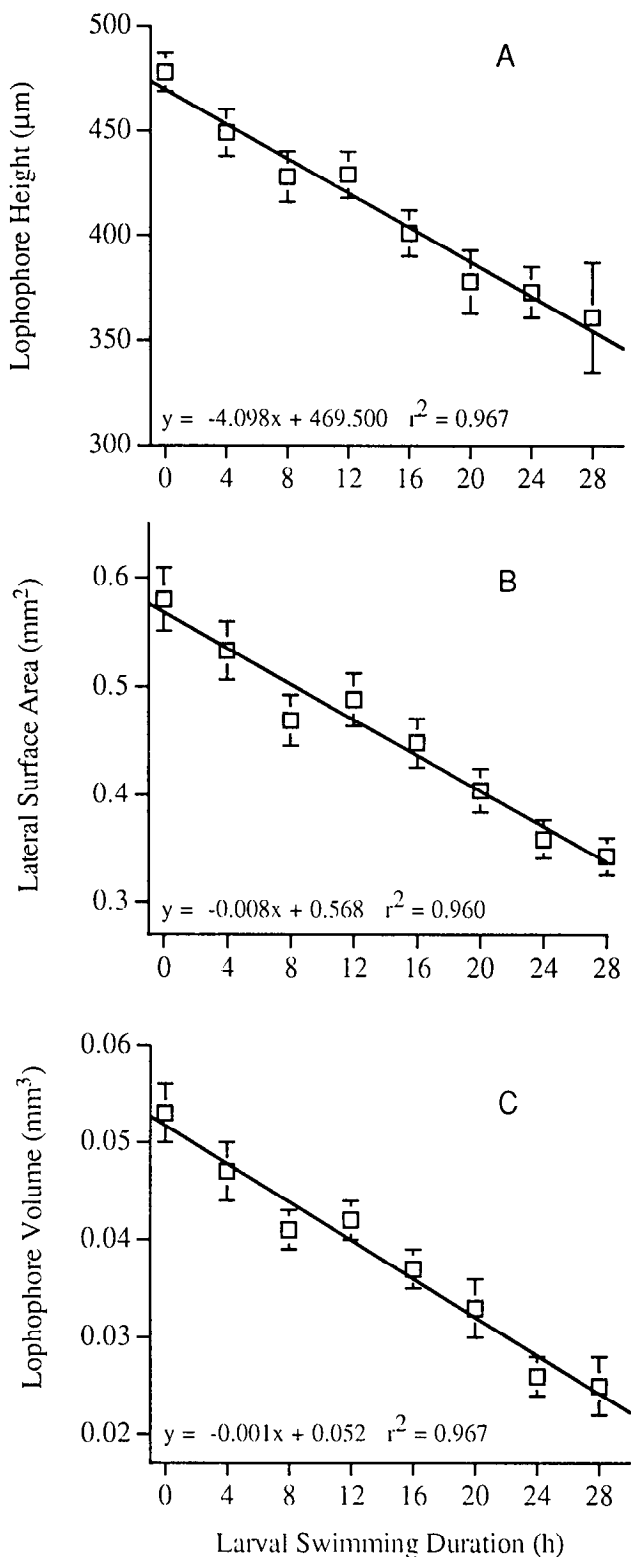 A
Lophophore Height (μm)
500
450
400
350
300
y = -4.098x + 469.500 r² = 0.967
0 4 8 12 16 20 24 28
B
Lateral Surface Area (mm²)
0.6
0.5
0.4
0.3
y = -0.008x + 0.568 r² = 0.960
0 4 8 12 16 20 24 28
C
Lophophore Volume (mm³)
0.06
0.05
0.04
0.03
0.02
y = -0.001x + 0.052 r² = 0.967
0 4 8 12 16 20 24 28
Larval Swimming Duration (h)